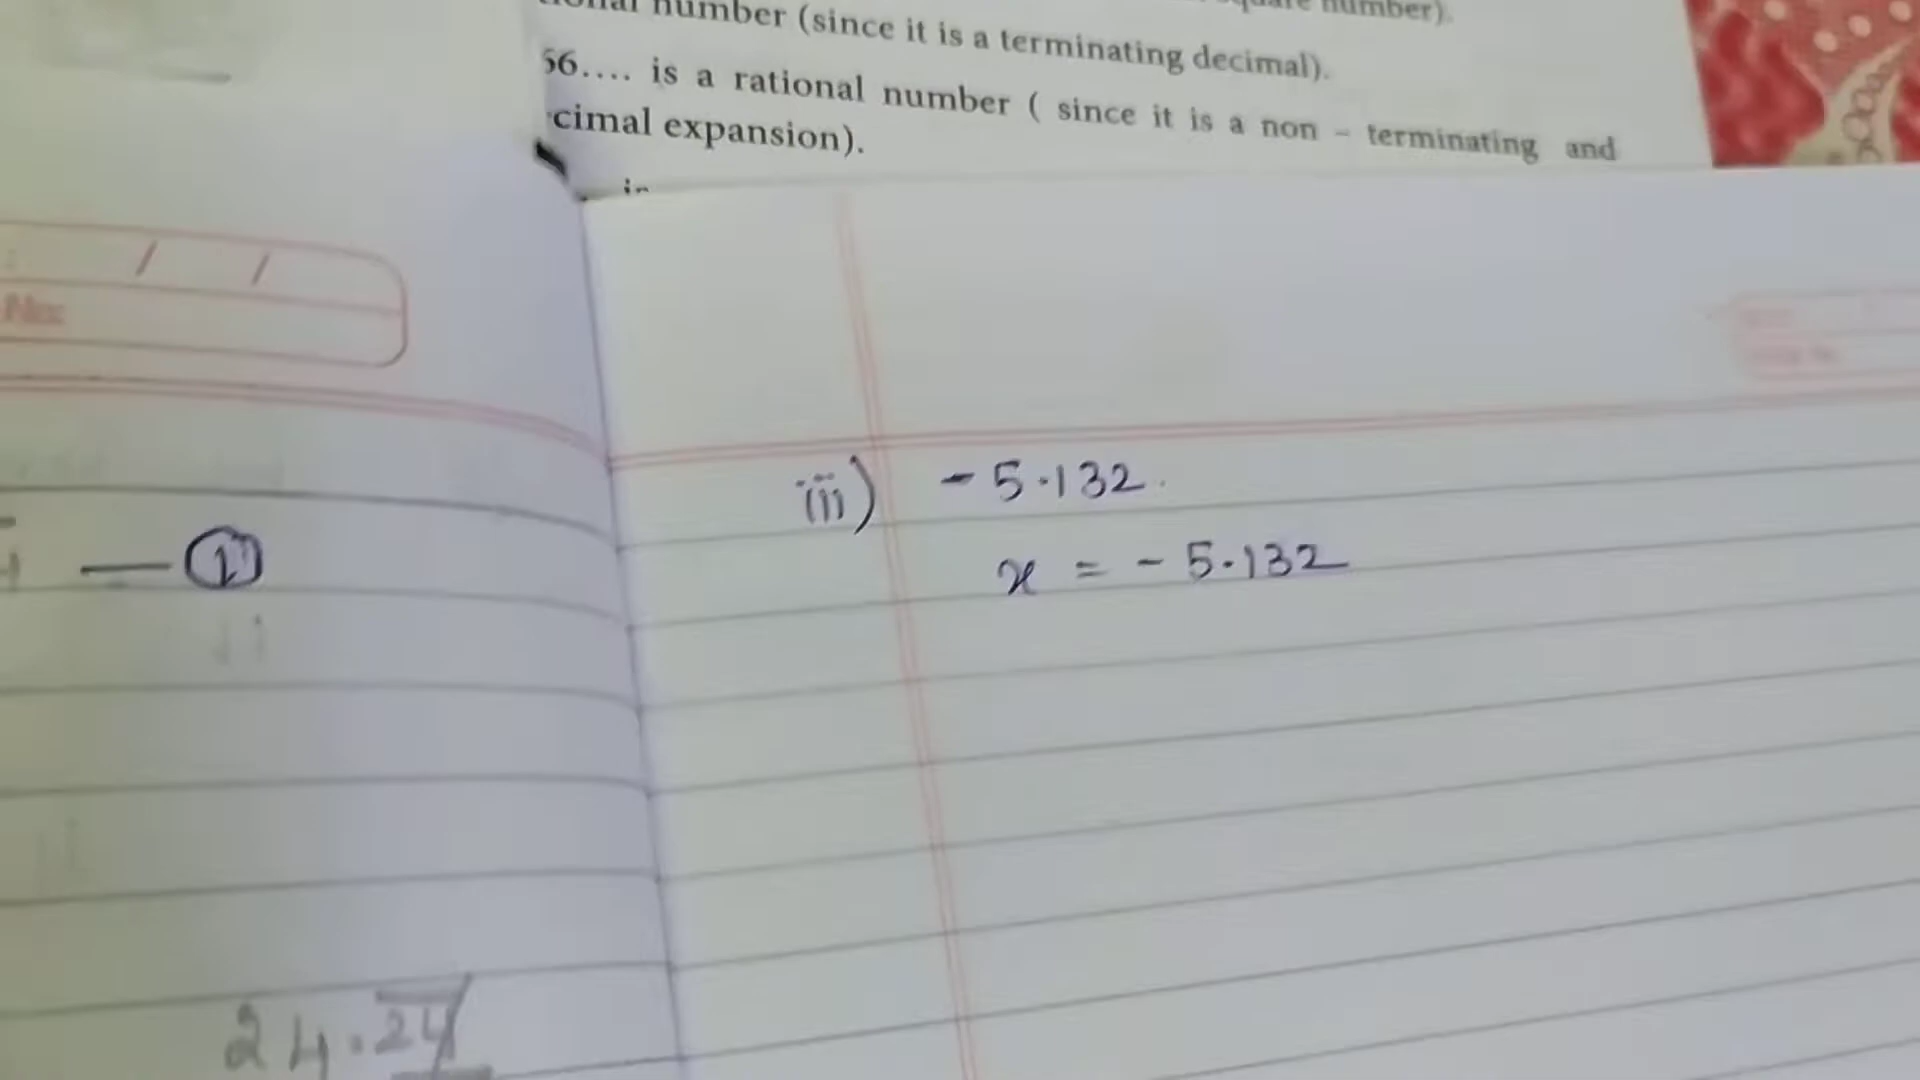 number (since it is a terminating decimal).
56.... is a rational number ( since it is a non - terminating and
cimal expansion).
/ /
No:
iii) - 5.132.
x = - 5.132
— 1
24.24